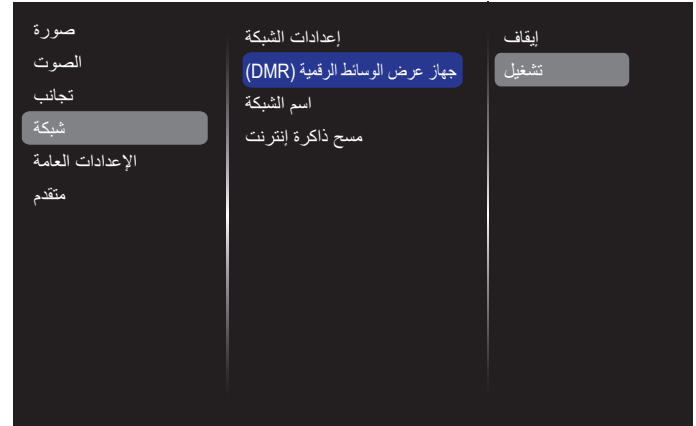 صورة
الصوت
تجانب
شبكة
الإعدادات العامة
متقدم
إعدادات الشبكة
جهاز عرض الوسائط الرقمية (DMR)
اسم الشبكة
مسح ذاكرة إنترنت
إيقاف
تشغيل